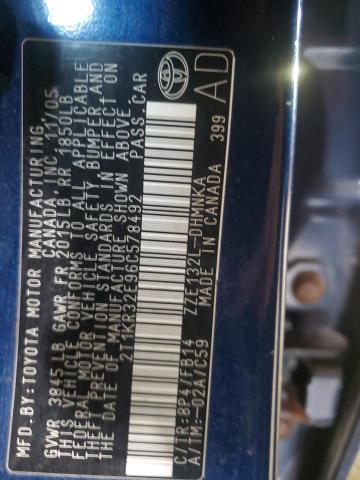 MFD.BY:TOYOTA MOTOR MANUFACTURING
CANADA, INC. 11/05
GVWR 3845LB GAWR FR 2015LB RR 1850LB
THIS VEHICLE CONFORMS TO ALL APPLICABLE
FEDERAL MOTOR VEHICLE SAFETY BUMPER AND
THEFT PREVENTION STANDARDS IN EFFECT ON
THE DATE OF MANUFACTURE SHOWN ABOVE
2T1KR32E86C578492 PASS.CAR
ZZE132L-DHMNKA
C/TR:8P4/FB14
A/TM:-02A/C59 MADE IN CANADA 399
AD